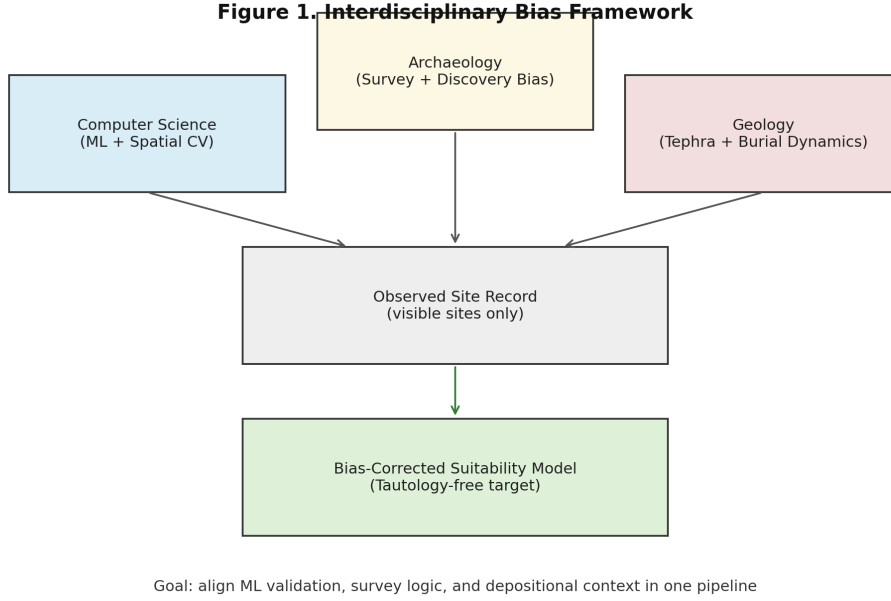 Figure 1. Interdisciplinary Bias Framework
Archaeology
(Survey + Discovery Bias)
Computer Science
(ML + Spatial CV)
Geology
(Tephra + Burial Dynamics)
Observed Site Record
(visible sites only)
Bias-Corrected Suitability Model
(Tautology-free target)
Goal: align ML validation, survey logic, and depositional context in one pipeline